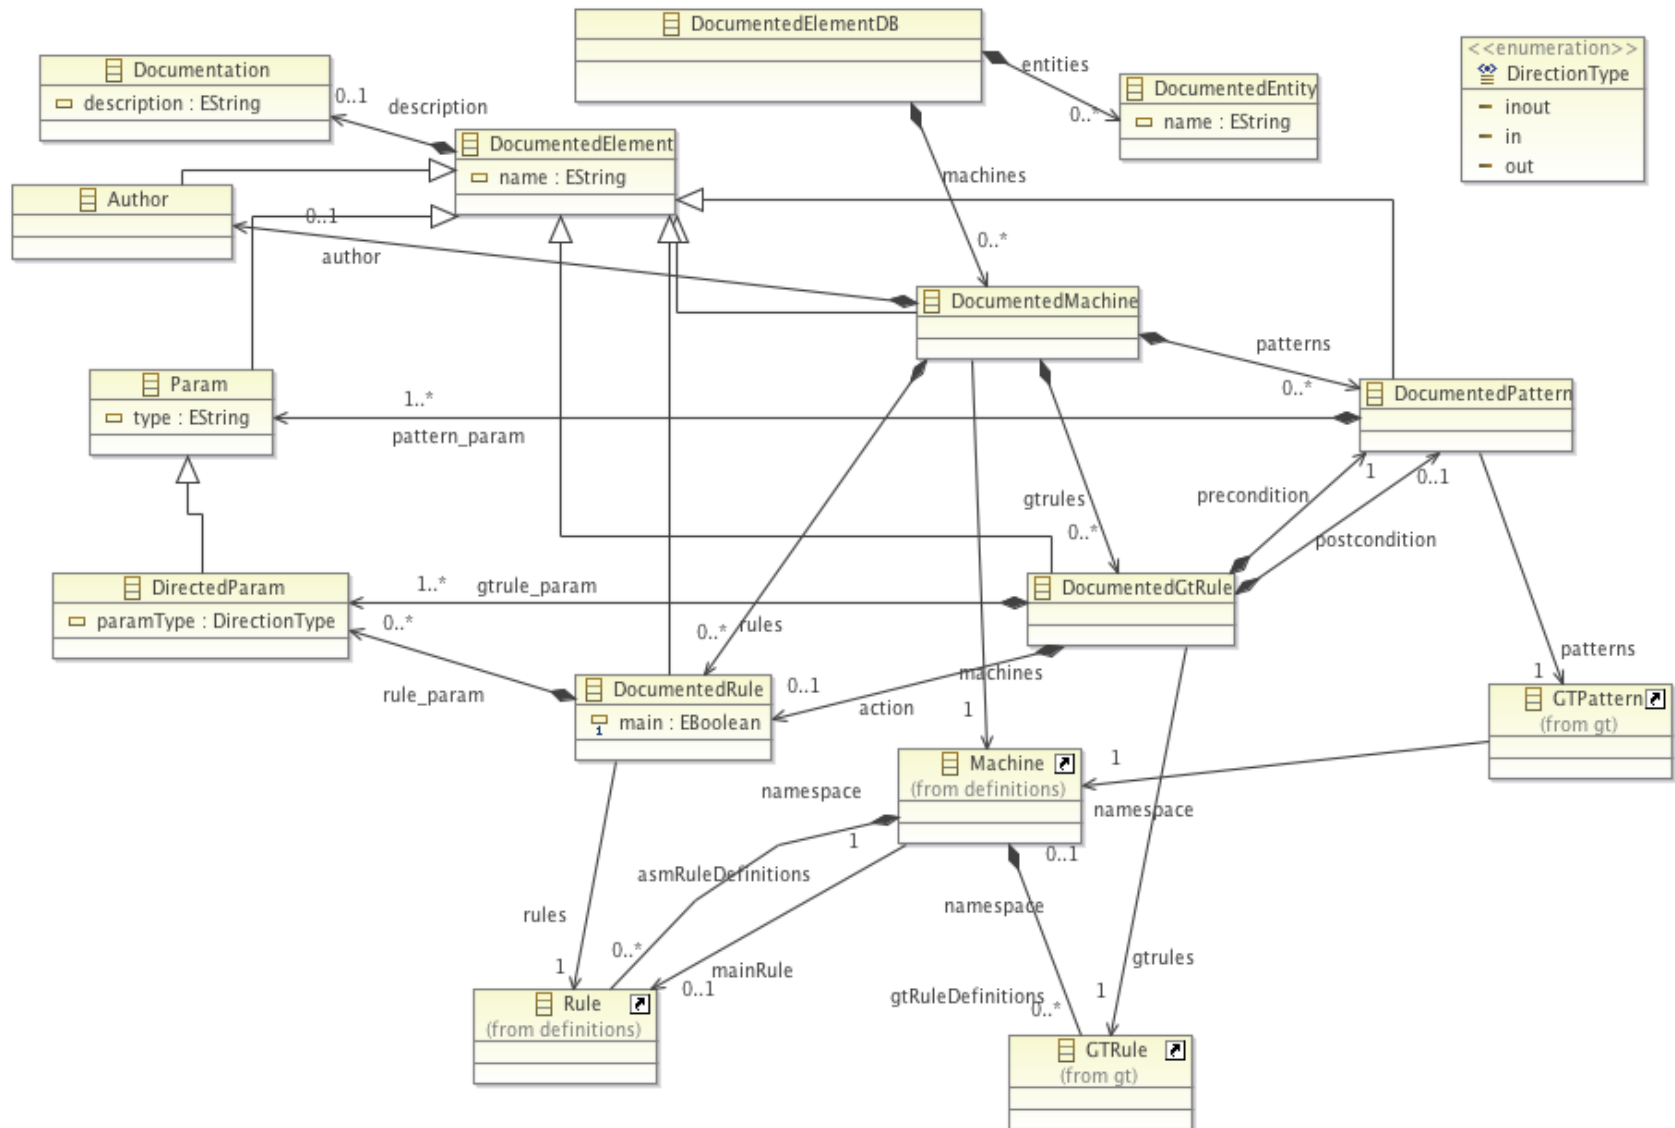 DocumentedElementDB
<<enumeration>>
DirectionType
inout
in
out
Documentation
description : EString
0..1
description
entities
0..*
DocumentedEntity
name : EString
DocumentedElement
name : EString
machines
0..*
Author
0..1
author
DocumentedMachine
patterns
0..*
Param
type : EString
1..*
pattern_param
DocumentedPattern
precondition
1
0..1
postcondition
gtrules
0..*
DirectedParam
paramType : DirectionType
1..*
gtrule_param
DocumentedGtRule
0..*
rule_param
0..*
rules
machines
1
patterns
1
DocumentedRule
main : EBoolean
0..1
action
GTPattern
(from gt)
Machine
(from definitions)
1
namespace
namespace
1
0..1
asmRuleDefinitions
namespace
rules
1
0..*
mainRule
0..1
gtrules
1
gtRuleDefinitions
0..*
Rule
(from definitions)
GTRule
(from gt)